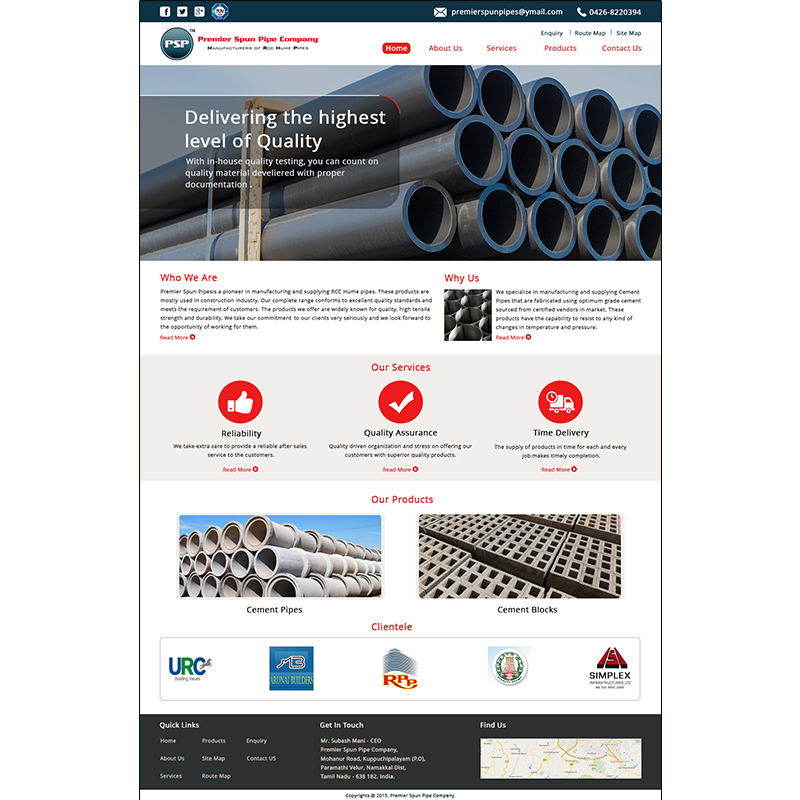 premierspunpipes@ymail.com
0426-8220394
PSP
TM
Premier Spun Pipe Company
Manufacturers of Rcc Hume Pipes
Enquiry | Route Map | Site Map
Home About Us Services Products Contact Us
Delivering the highest
level of Quality
With in-house quality testing, you can count on
quality material develiered with proper
documentation .
Who We Are
Premier Spun Pipesis a pioneer in manufacturing and supplying RCC Hume pipes. These products are
mostly used in construction industry. Our complete range conforms to excellent quality standards and
meets the requirement of customers. The products we offer are widely known for quality, high tensile
strength and durability. We take our commitment to our clients very seriously and we look forward to
the opportunity of working for them.
Read More
Why Us
We specialize in manufacturing and supplying Cement
Pipes that are fabricated using optimum grade cement
sourced from certified vendors in market. These
products have the capability to resist to any kind of
changes in temperature and pressure.
Read More
Our Services
Reliability
We take extra care to provide a reliable after sales
service to the customers.
Read More
Quality Assurance
Quality driven organization and stress on offering our
customers with superior quality products.
Read More
Time Delivery
The supply of products in time for each and every
job makes timely completion.
Read More
Our Products
Cement Pipes
Cement Blocks
Clientele
URC
Building Values
AB
ARUNAI BUILDERS
RPP
SIMPLEX
INFRASTRUCTURES LTD
AN ISO 9001:2008
Quick Links
Home Products Enquiry
About Us Site Map Contact US
Services Route Map
Get In Touch
Mr. Subash Mani - CEO
Premier Spun Pipe Company,
Mohanur Road, Kuppuchipalayam (P.O),
Paramathi Velur, Namakkal Dist,
Tamil Nadu - 638 182, India.
Find Us
Copyrights @ 2015. Premier Spun Pipe Company.